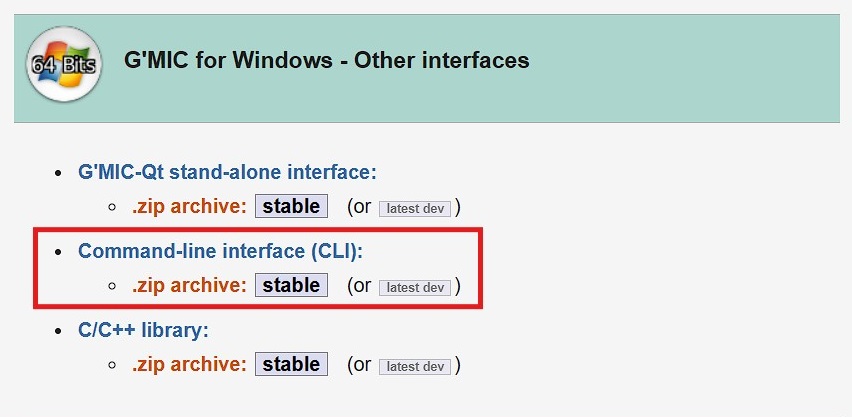 64 Bits
G'MIC for Windows - Other interfaces
G'MIC-Qt stand-alone interface:
.zip archive: stable (or latest dev )
Command-line interface (CLI):
.zip archive: stable (or latest dev )
C/C++ library:
.zip archive: stable (or latest dev )